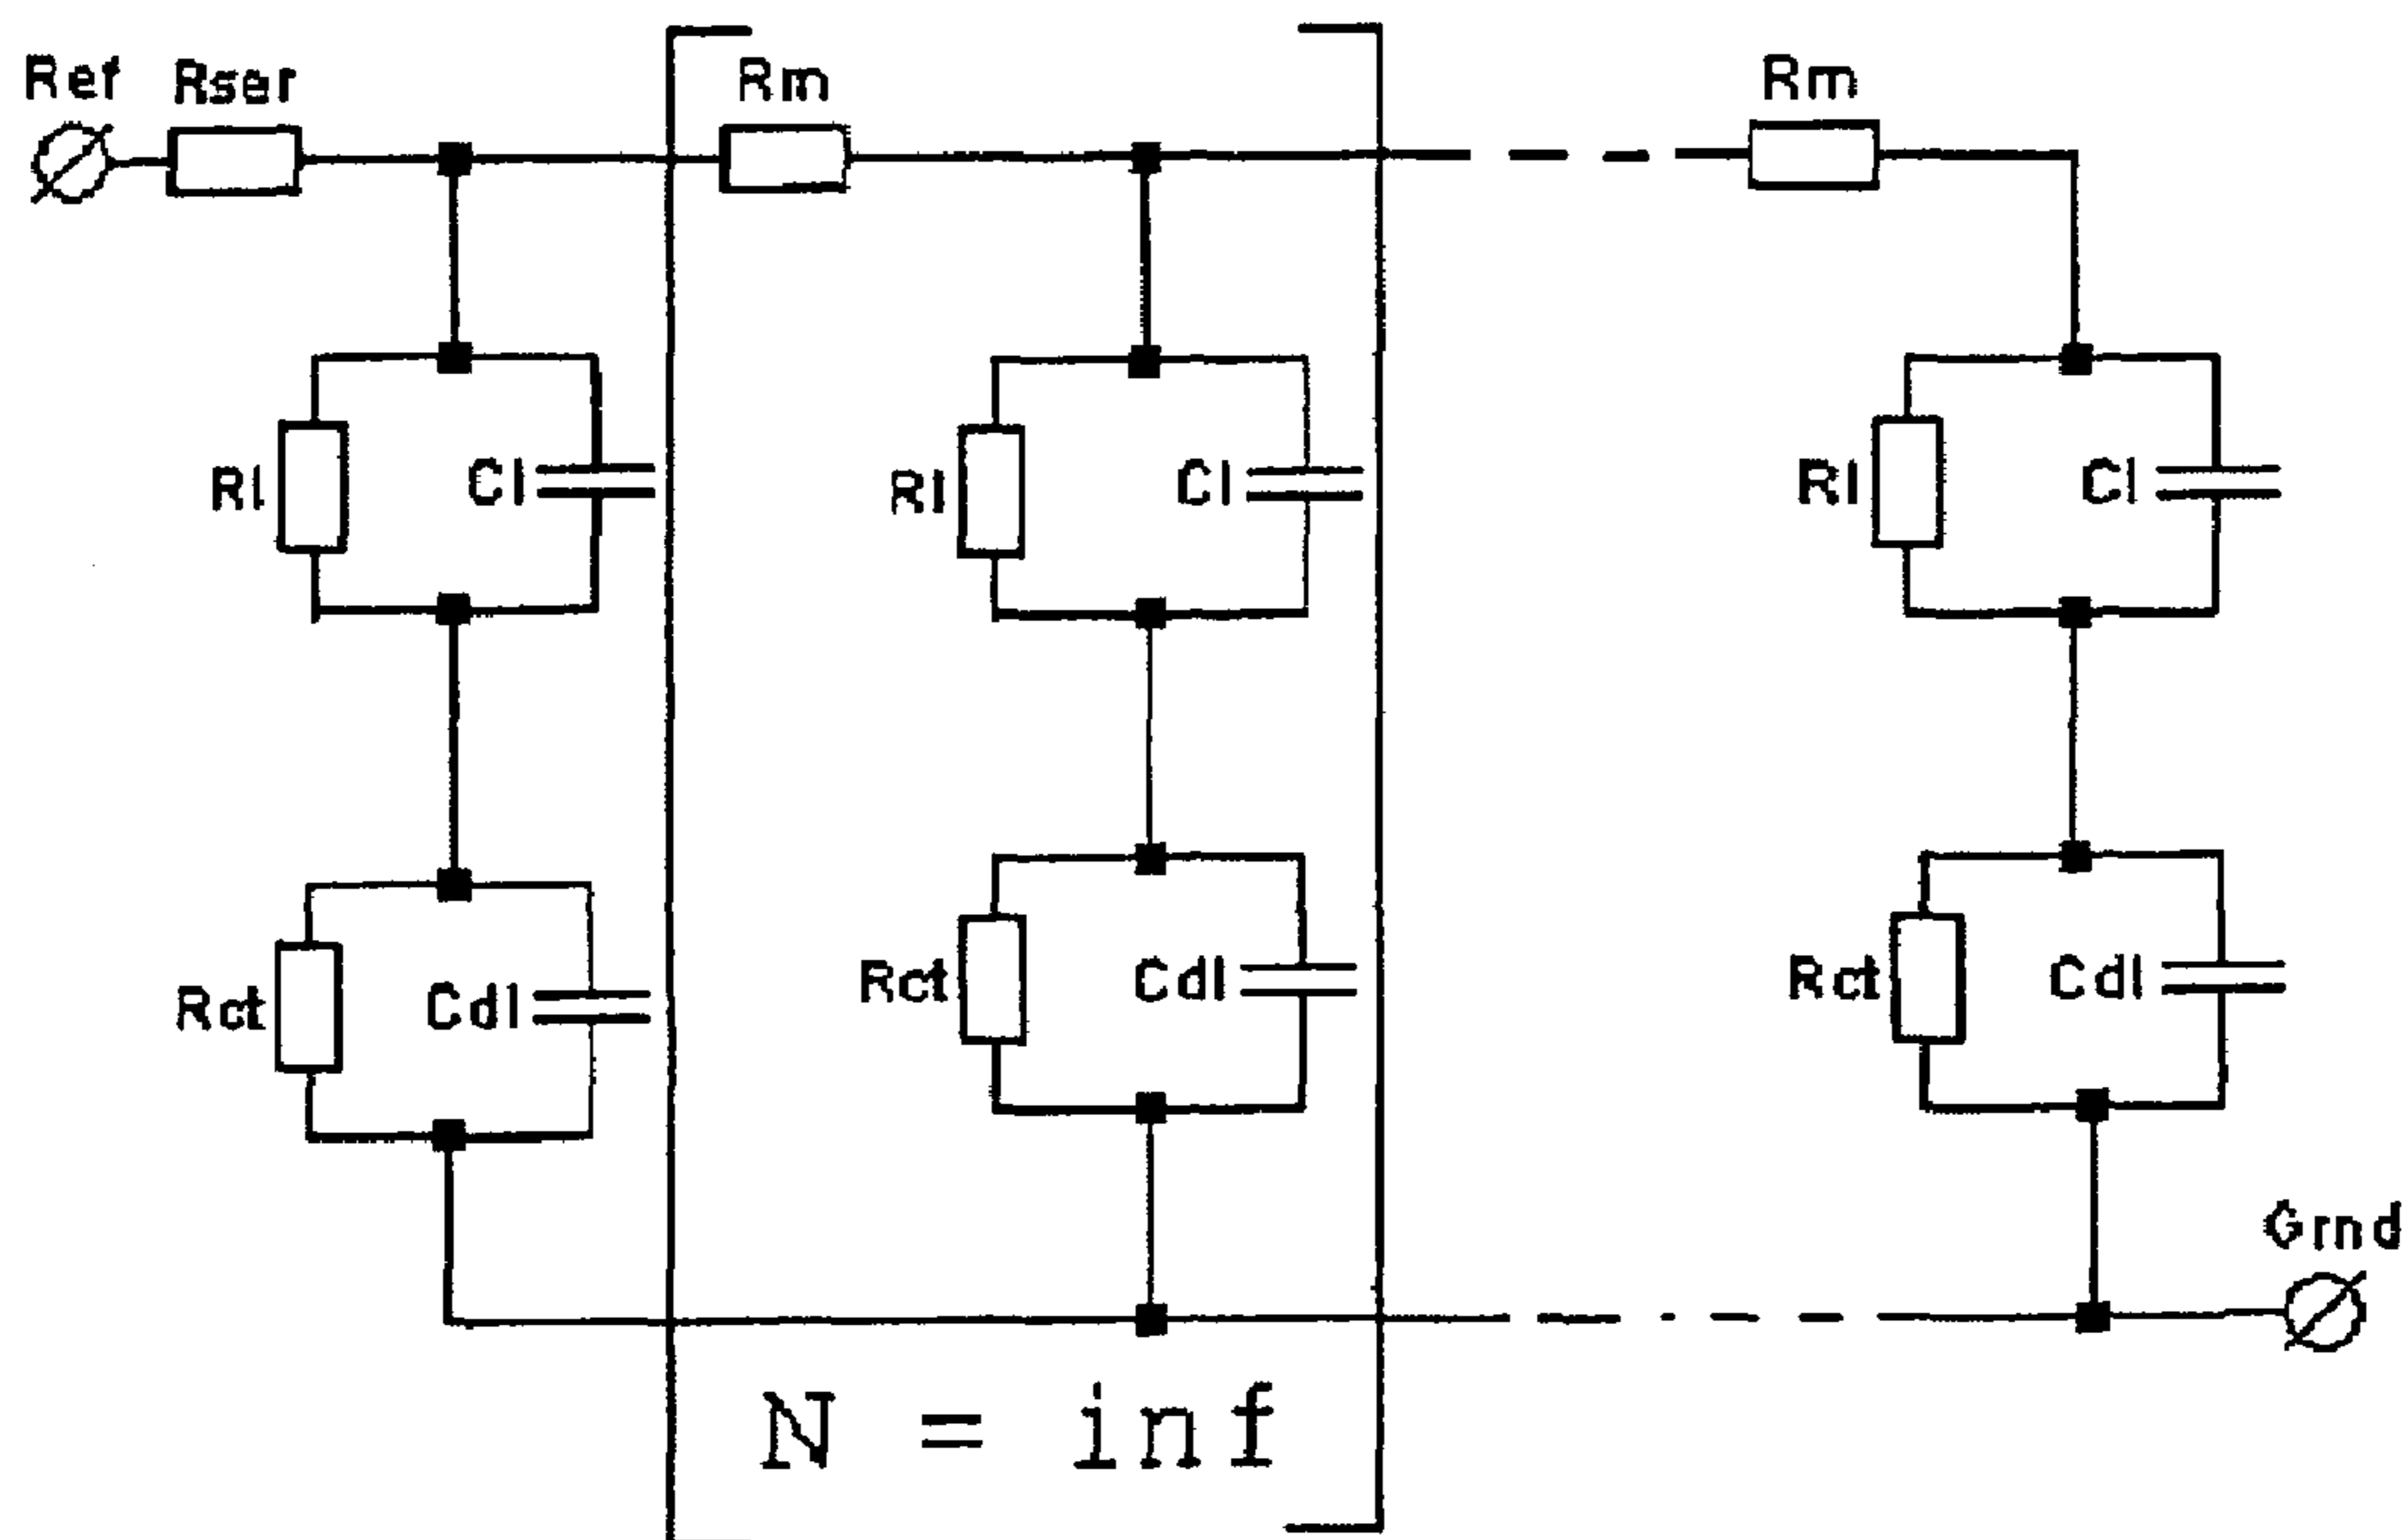 Ref Rser Rm Rm
Rl Cl Rl Cl Rl Cl
Rct Cdl Rct Cdl Rct Cdl
Grnd
N = inf